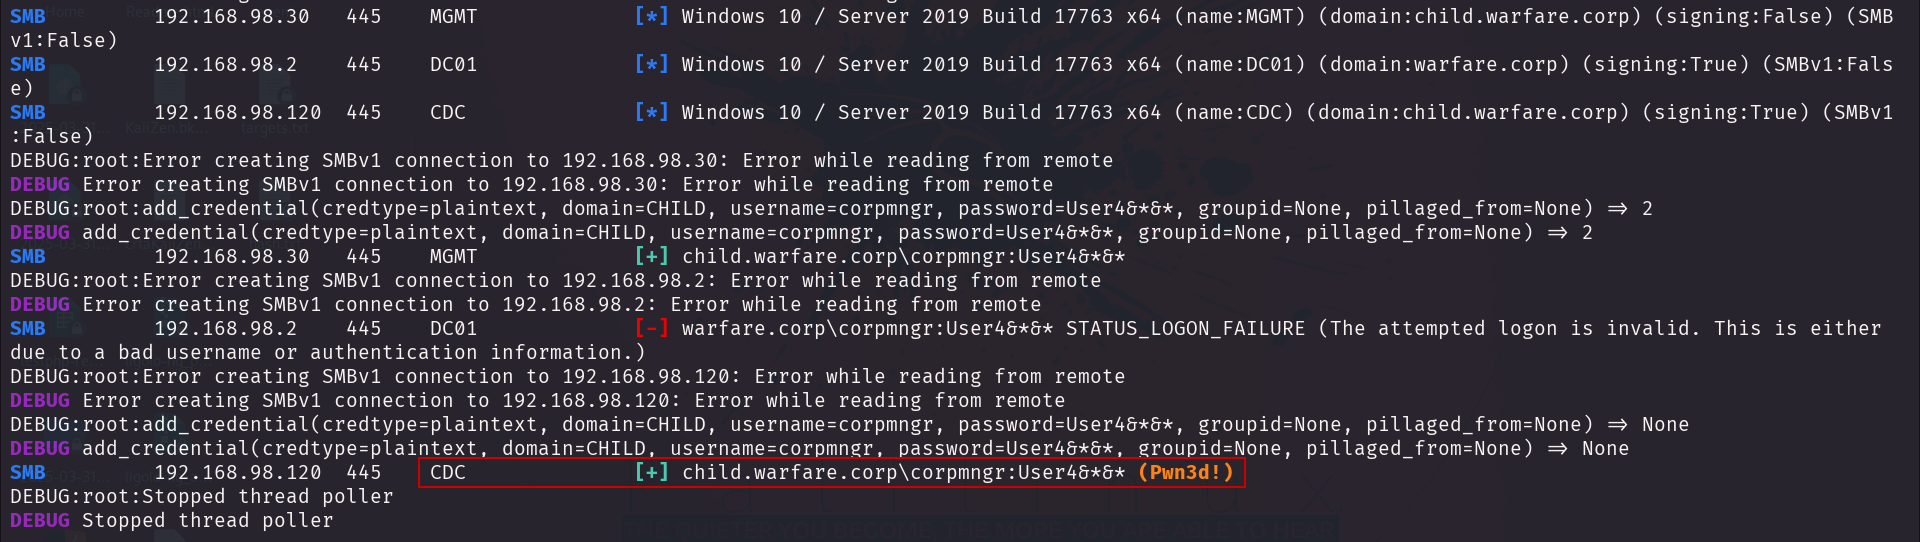 SMB 192.168.98.30 445 MGMT [*] Windows 10 / Server 2019 Build 17763 x64 (name:MGMT) (domain:child.warfare.corp) (signing:False) (SMB
v1:False)
SMB 192.168.98.2 445 DC01 [*] Windows 10 / Server 2019 Build 17763 x64 (name:DC01) (domain:warfare.corp) (signing:True) (SMBv1:Fals
e)
SMB 192.168.98.120 445 CDC [*] Windows 10 / Server 2019 Build 17763 x64 (name:CDC) (domain:child.warfare.corp) (signing:True) (SMBv1
:False)
DEBUG:root:Error creating SMBv1 connection to 192.168.98.30: Error while reading from remote
DEBUG Error creating SMBv1 connection to 192.168.98.30: Error while reading from remote
DEBUG:root:add_credential(credtype=plaintext, domain=CHILD, username=corpmngr, password=User4&*&*, groupid=None, pillaged_from=None) => 2
DEBUG add_credential(credtype=plaintext, domain=CHILD, username=corpmngr, password=User4&*&*, groupid=None, pillaged_from=None) => 2
SMB 192.168.98.30 445 MGMT [+] child.warfare.corp\corpmngr:User4&*&*
DEBUG:root:Error creating SMBv1 connection to 192.168.98.2: Error while reading from remote
DEBUG Error creating SMBv1 connection to 192.168.98.2: Error while reading from remote
SMB 192.168.98.2 445 DC01 [-] warfare.corp\corpmngr:User4&*&* STATUS_LOGON_FAILURE (The attempted logon is invalid. This is either
due to a bad username or authentication information.)
DEBUG:root:Error creating SMBv1 connection to 192.168.98.120: Error while reading from remote
DEBUG Error creating SMBv1 connection to 192.168.98.120: Error while reading from remote
DEBUG:root:add_credential(credtype=plaintext, domain=CHILD, username=corpmngr, password=User4&*&*, groupid=None, pillaged_from=None) => None
DEBUG add_credential(credtype=plaintext, domain=CHILD, username=corpmngr, password=User4&*&*, groupid=None, pillaged_from=None) => None
SMB 192.168.98.120 445 CDC [+] child.warfare.corp\corpmngr:User4&*&* (Pwn3d!)
DEBUG:root:Stopped thread poller
DEBUG Stopped thread poller